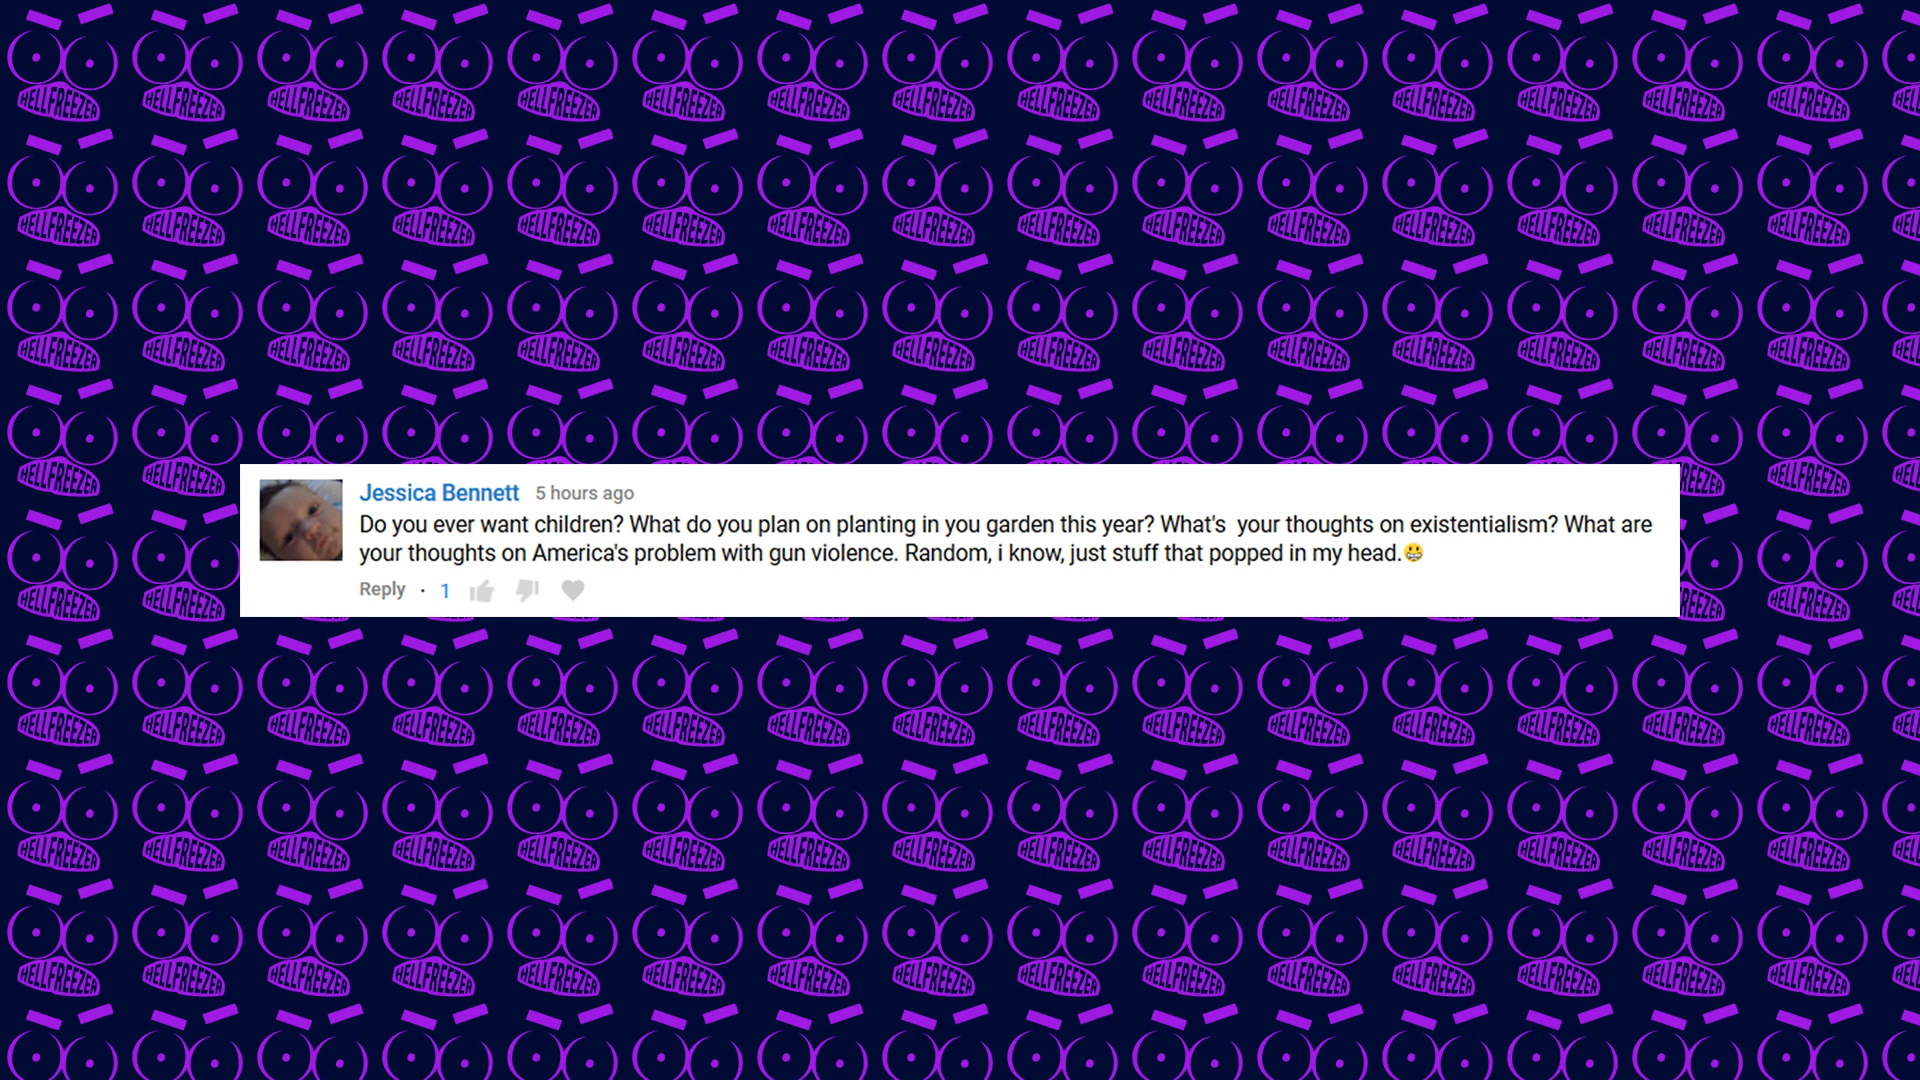 HELLFREEZER
Jessica Bennett 5 hours ago
Do you ever want children? What do you plan on planting in you garden this year? What's  your thoughts on existentialism? What are
your thoughts on America's problem with gun violence. Random, i know, just stuff that popped in my head.😀
Reply · 1